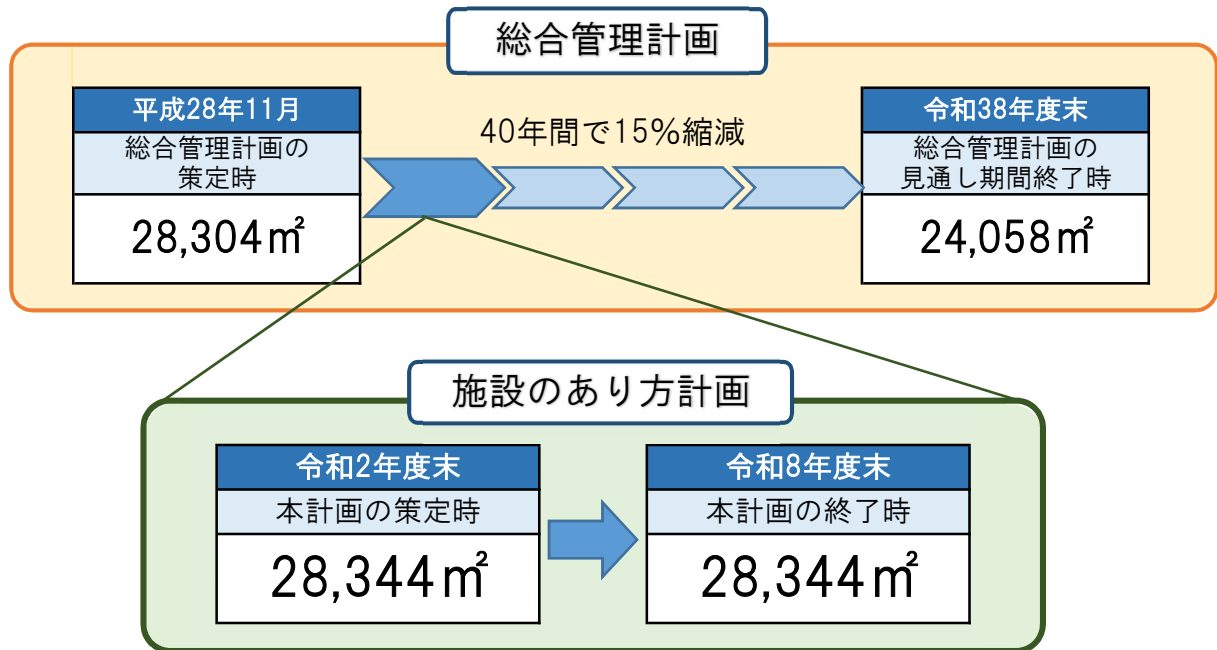 総合管理計画
平成28年11月
総合管理計画の
策定時
28,304㎡
40年間で15%縮減
令和38年度末
総合管理計画の
見通し期間終了時
24,058㎡
施設のあり方計画
令和2年度末
本計画の策定時
28,344㎡
令和8年度末
本計画の終了時
28,344㎡